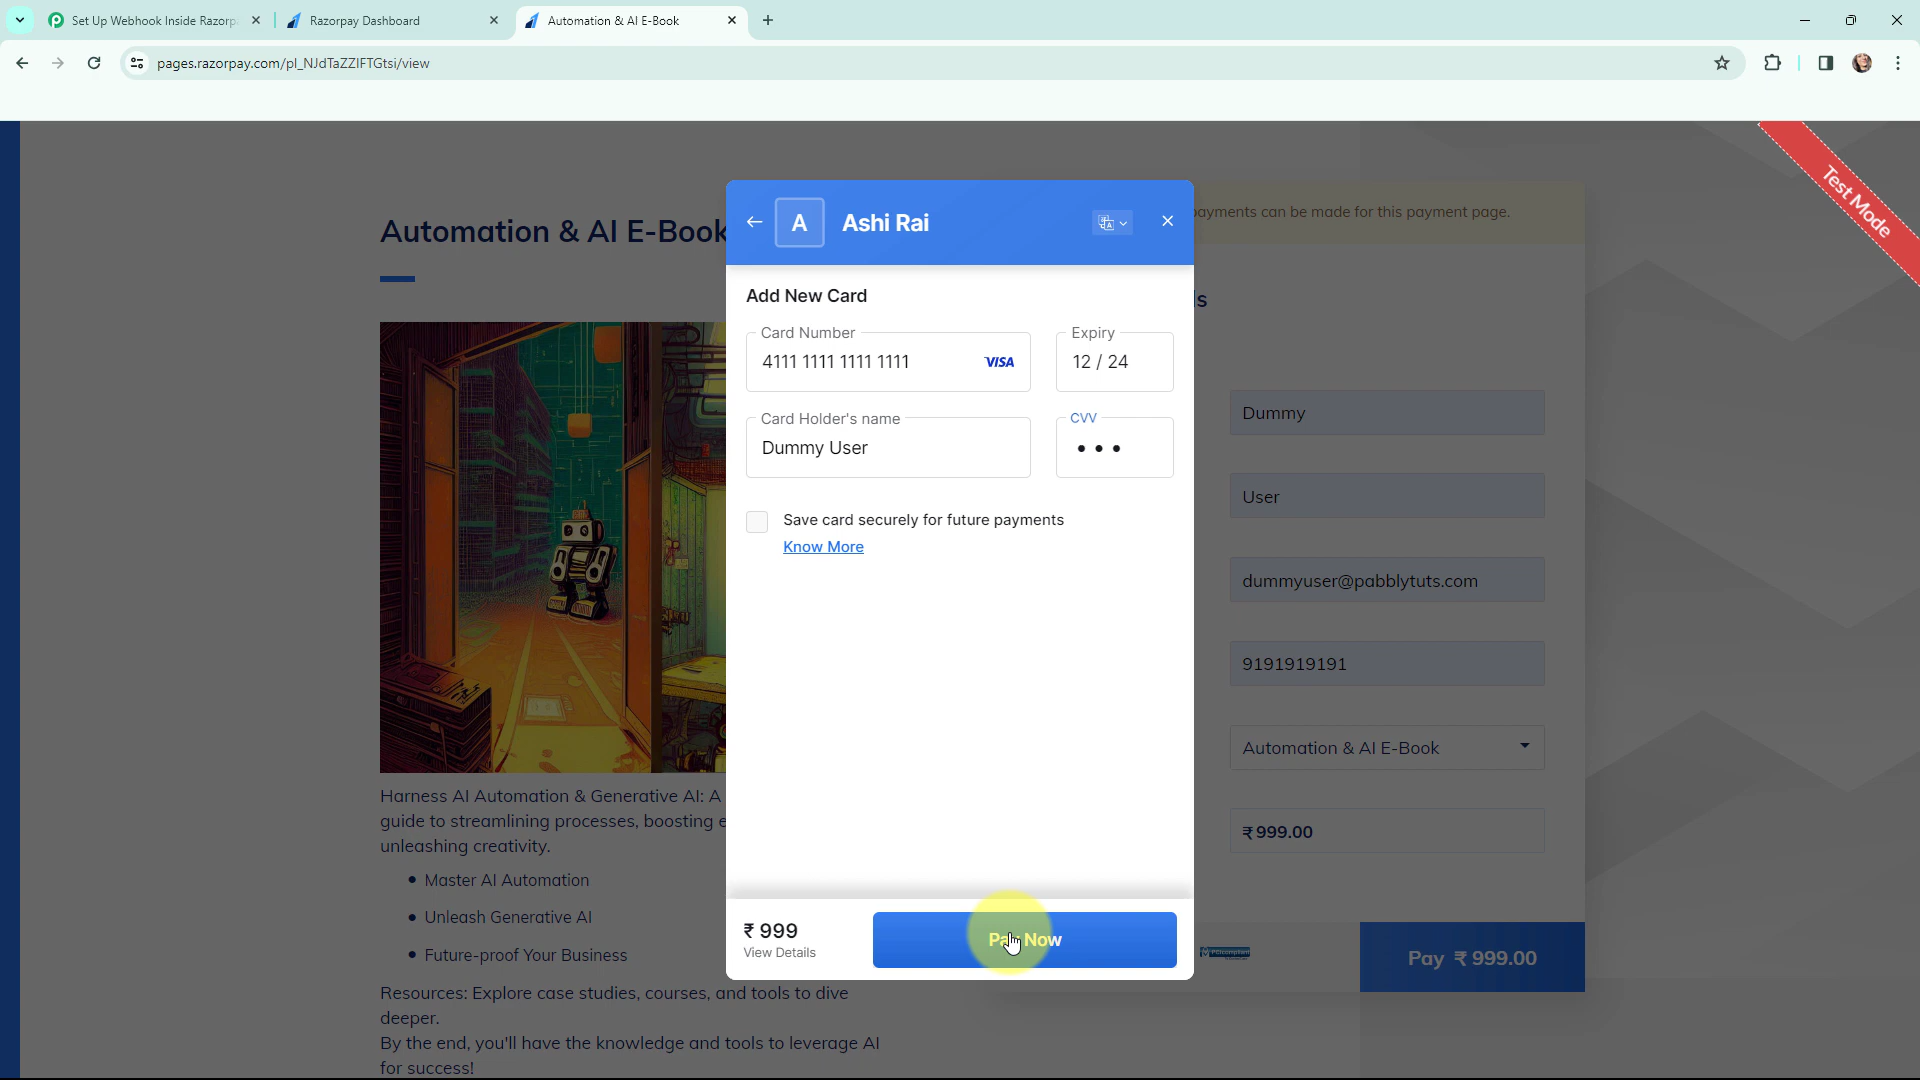 Set Up Webhook Inside Razorp
Razorpay Dashboard
Automation & AI E-Book
pages.razorpay.com/pl_NJdTaZZIFTGtsi/view
Test Mode
Automation & AI E-Book
ayments can be made for this payment page.
A
Ashi Rai
Add New Card
Card Number
4111 1111 1111 1111
VISA
Expiry
12 / 24
Card Holder's name
Dummy User
CVV
Save card securely for future payments
Know More
ls
Dummy
User
dummyuser@pabblytuts.com
9191919191
Automation & AI E-Book
₹ 999.00
Harness AI Automation & Generative AI: A
guide to streamlining processes, boosting e
unleashing creativity.
• Master AI Automation
• Unleash Generative AI
• Future-proof Your Business
Resources: Explore case studies, courses, and tools to dive
deeper.
By the end, you'll have the knowledge and tools to leverage AI
for success!
₹ 999
View Details
Pay Now
Pay ₹ 999.00